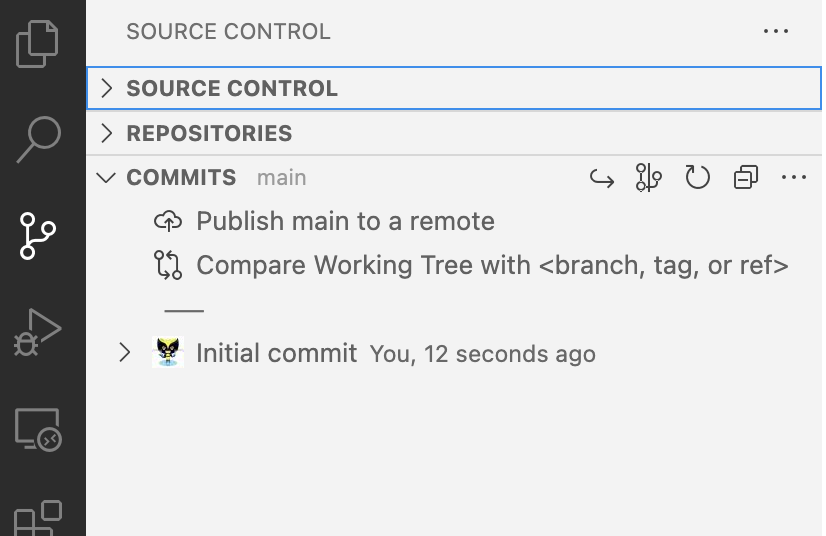 SOURCE CONTROL
SOURCE CONTROL
REPOSITORIES
COMMITS main
Publish main to a remote
Compare Working Tree with <branch, tag, or ref>
Initial commit You, 12 seconds ago